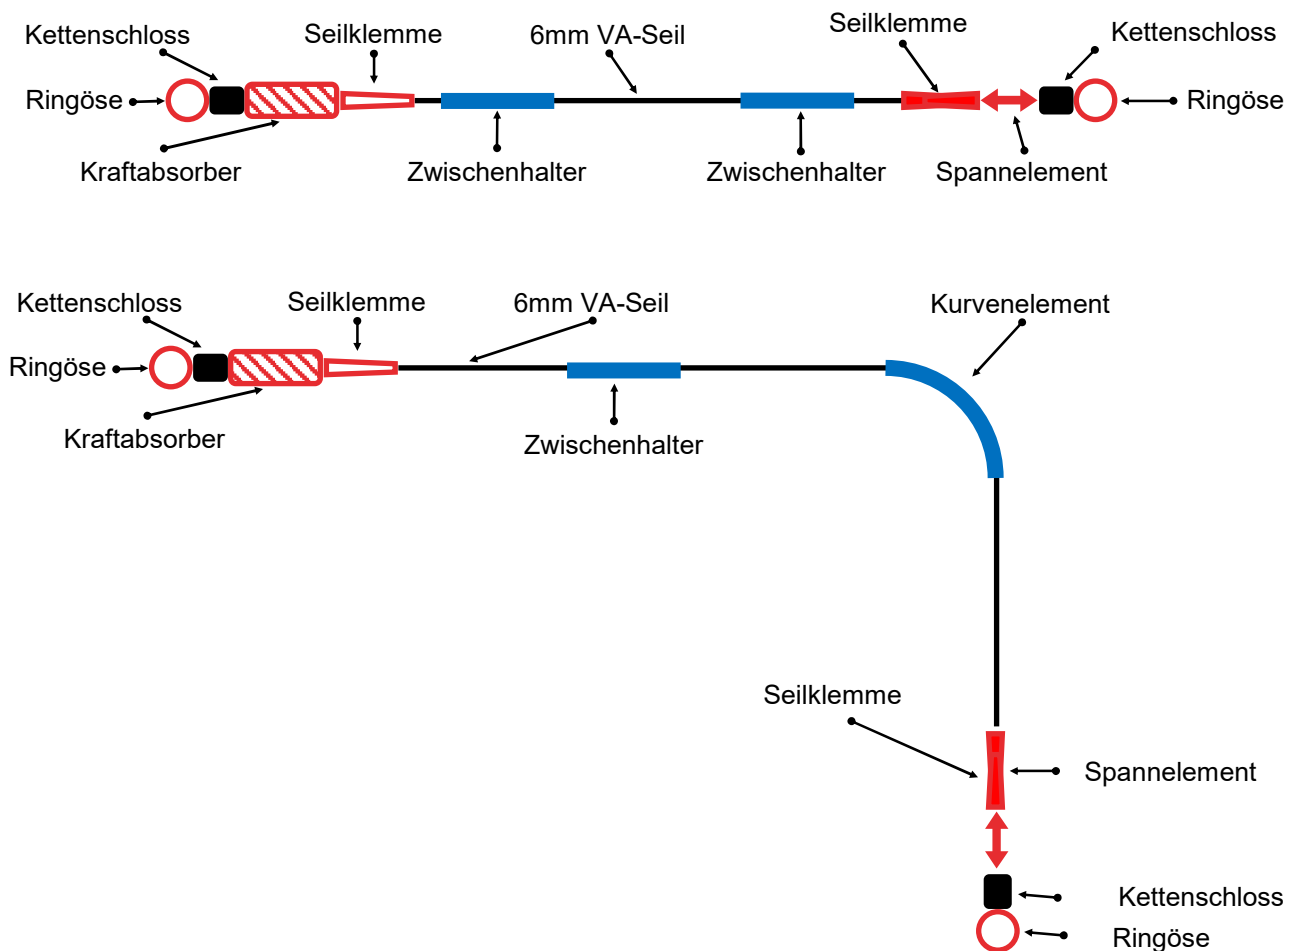 Kettenschloss
Seilklemme
6mm VA-Seil
Seilklemme
Kettenschloss
Ringöse
Ringöse
Kraftabsorber
Zwischenhalter
Zwischenhalter
Spannelement
Kettenschloss
Seilklemme
6mm VA-Seil
Kurvenelement
Ringöse
Kraftabsorber
Zwischenhalter
Seilklemme
Spannelement
Kettenschloss
Ringöse